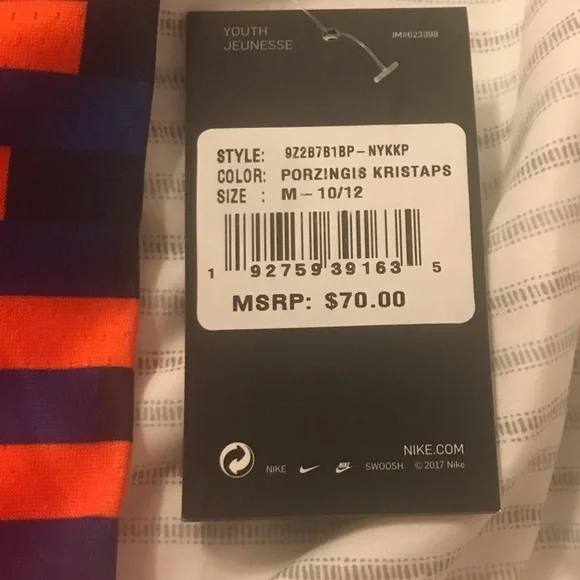 YOUTH
JEUNESSE
IM#623398
STYLE: 9Z2B7B1BP-NYKKP
COLOR: PORZINGIS KRISTAPS
SIZE : M-10/12
1 92759 39163 5
MSRP: $70.00
NIKE.COM
NIKE SWOOSH © 2017 Nike